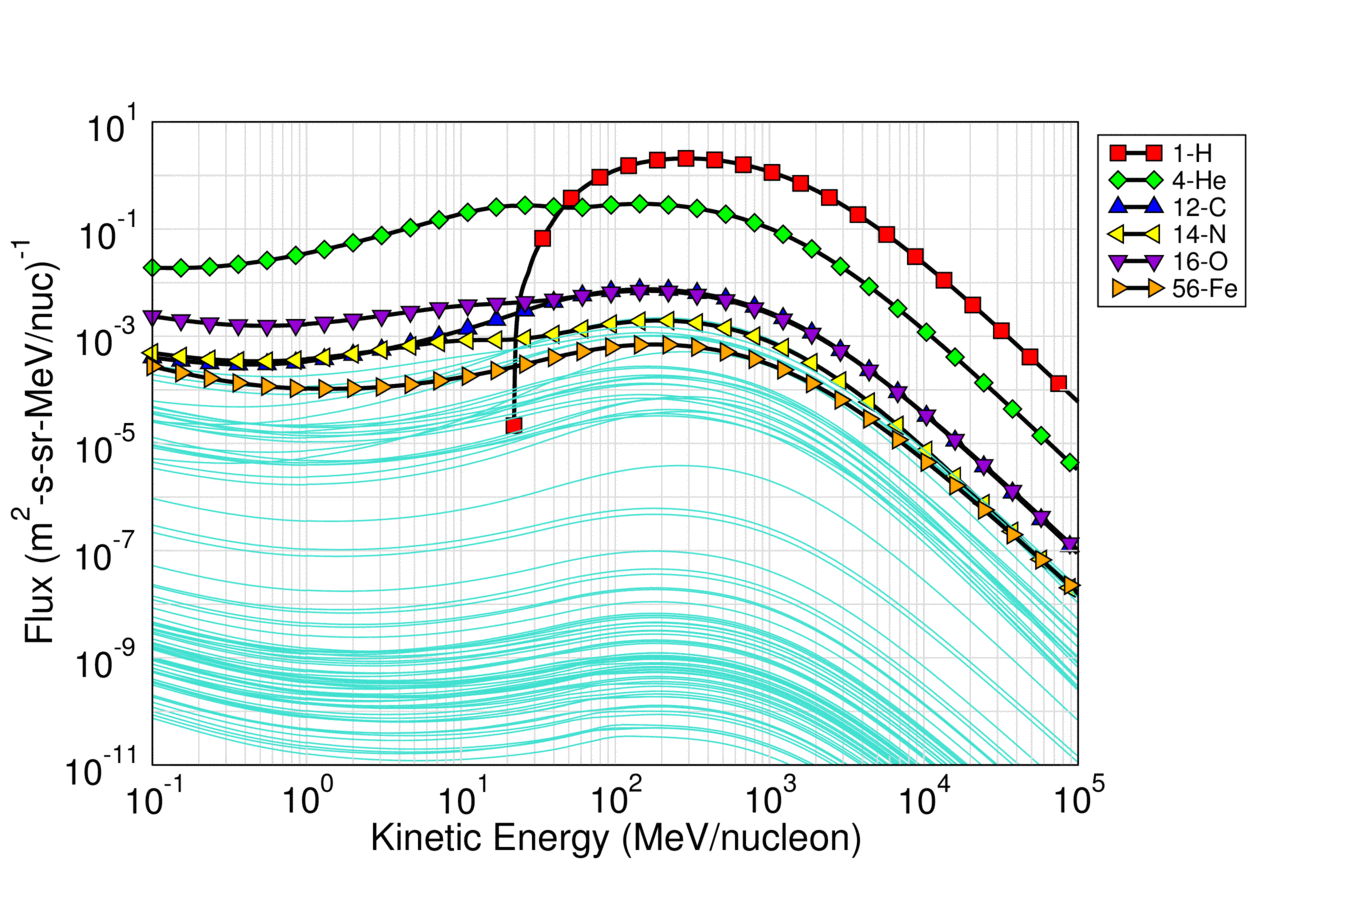 10^1
10^-1
10^-3
10^-5
10^-7
10^-9
10^-11
Flux (m^2-s-sr-MeV/nuc)^-1
10^-1 10^0 10^1 10^2 10^3 10^4 10^5
Kinetic Energy (MeV/nucleon)
1-H
4-He
12-C
14-N
16-O
56-Fe